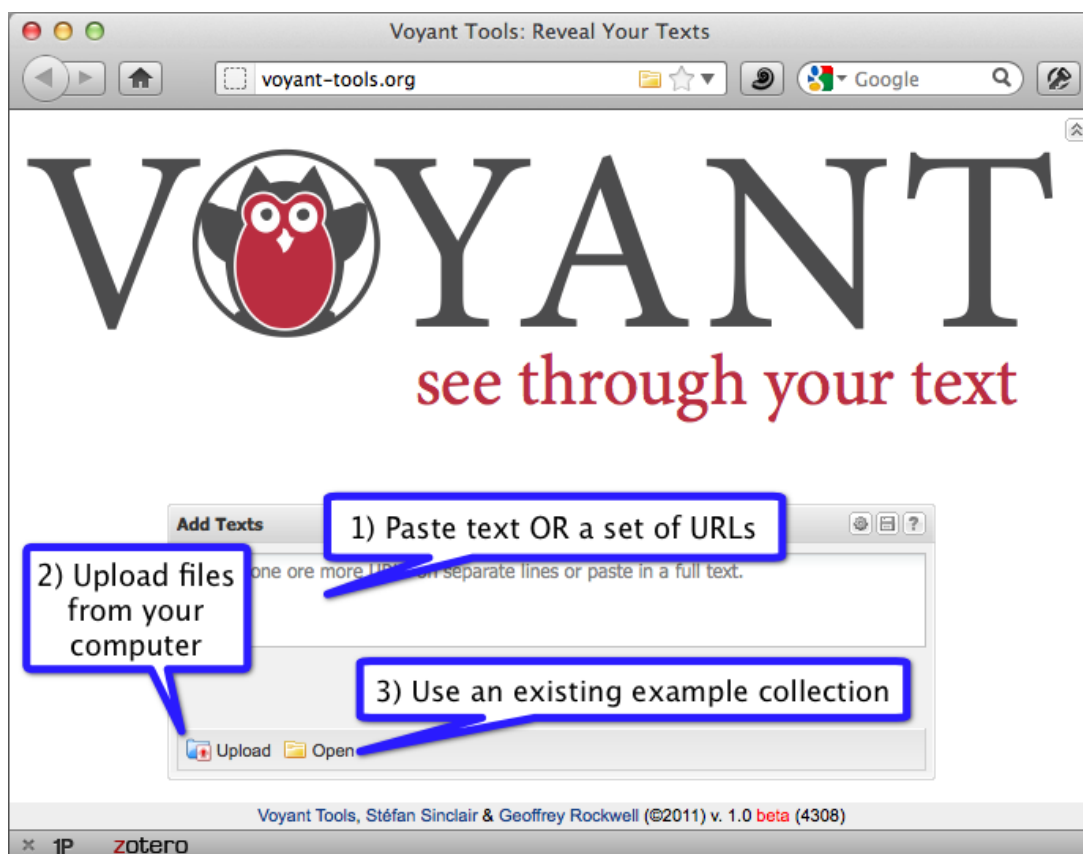 Voyant Tools: Reveal Your Texts
voyant-tools.org
Google
VOYANT
see through your text
Add Texts
1) Paste text OR a set of URLs
?
one ore more on separate lines or paste in a full text.
2) Upload files
from your
computer
3) Use an existing example collection
Upload Open
Voyant Tools, Stéfan Sinclair & Geoffrey Rockwell (©2011) v. 1.0 beta (4308)
× 1P zotero